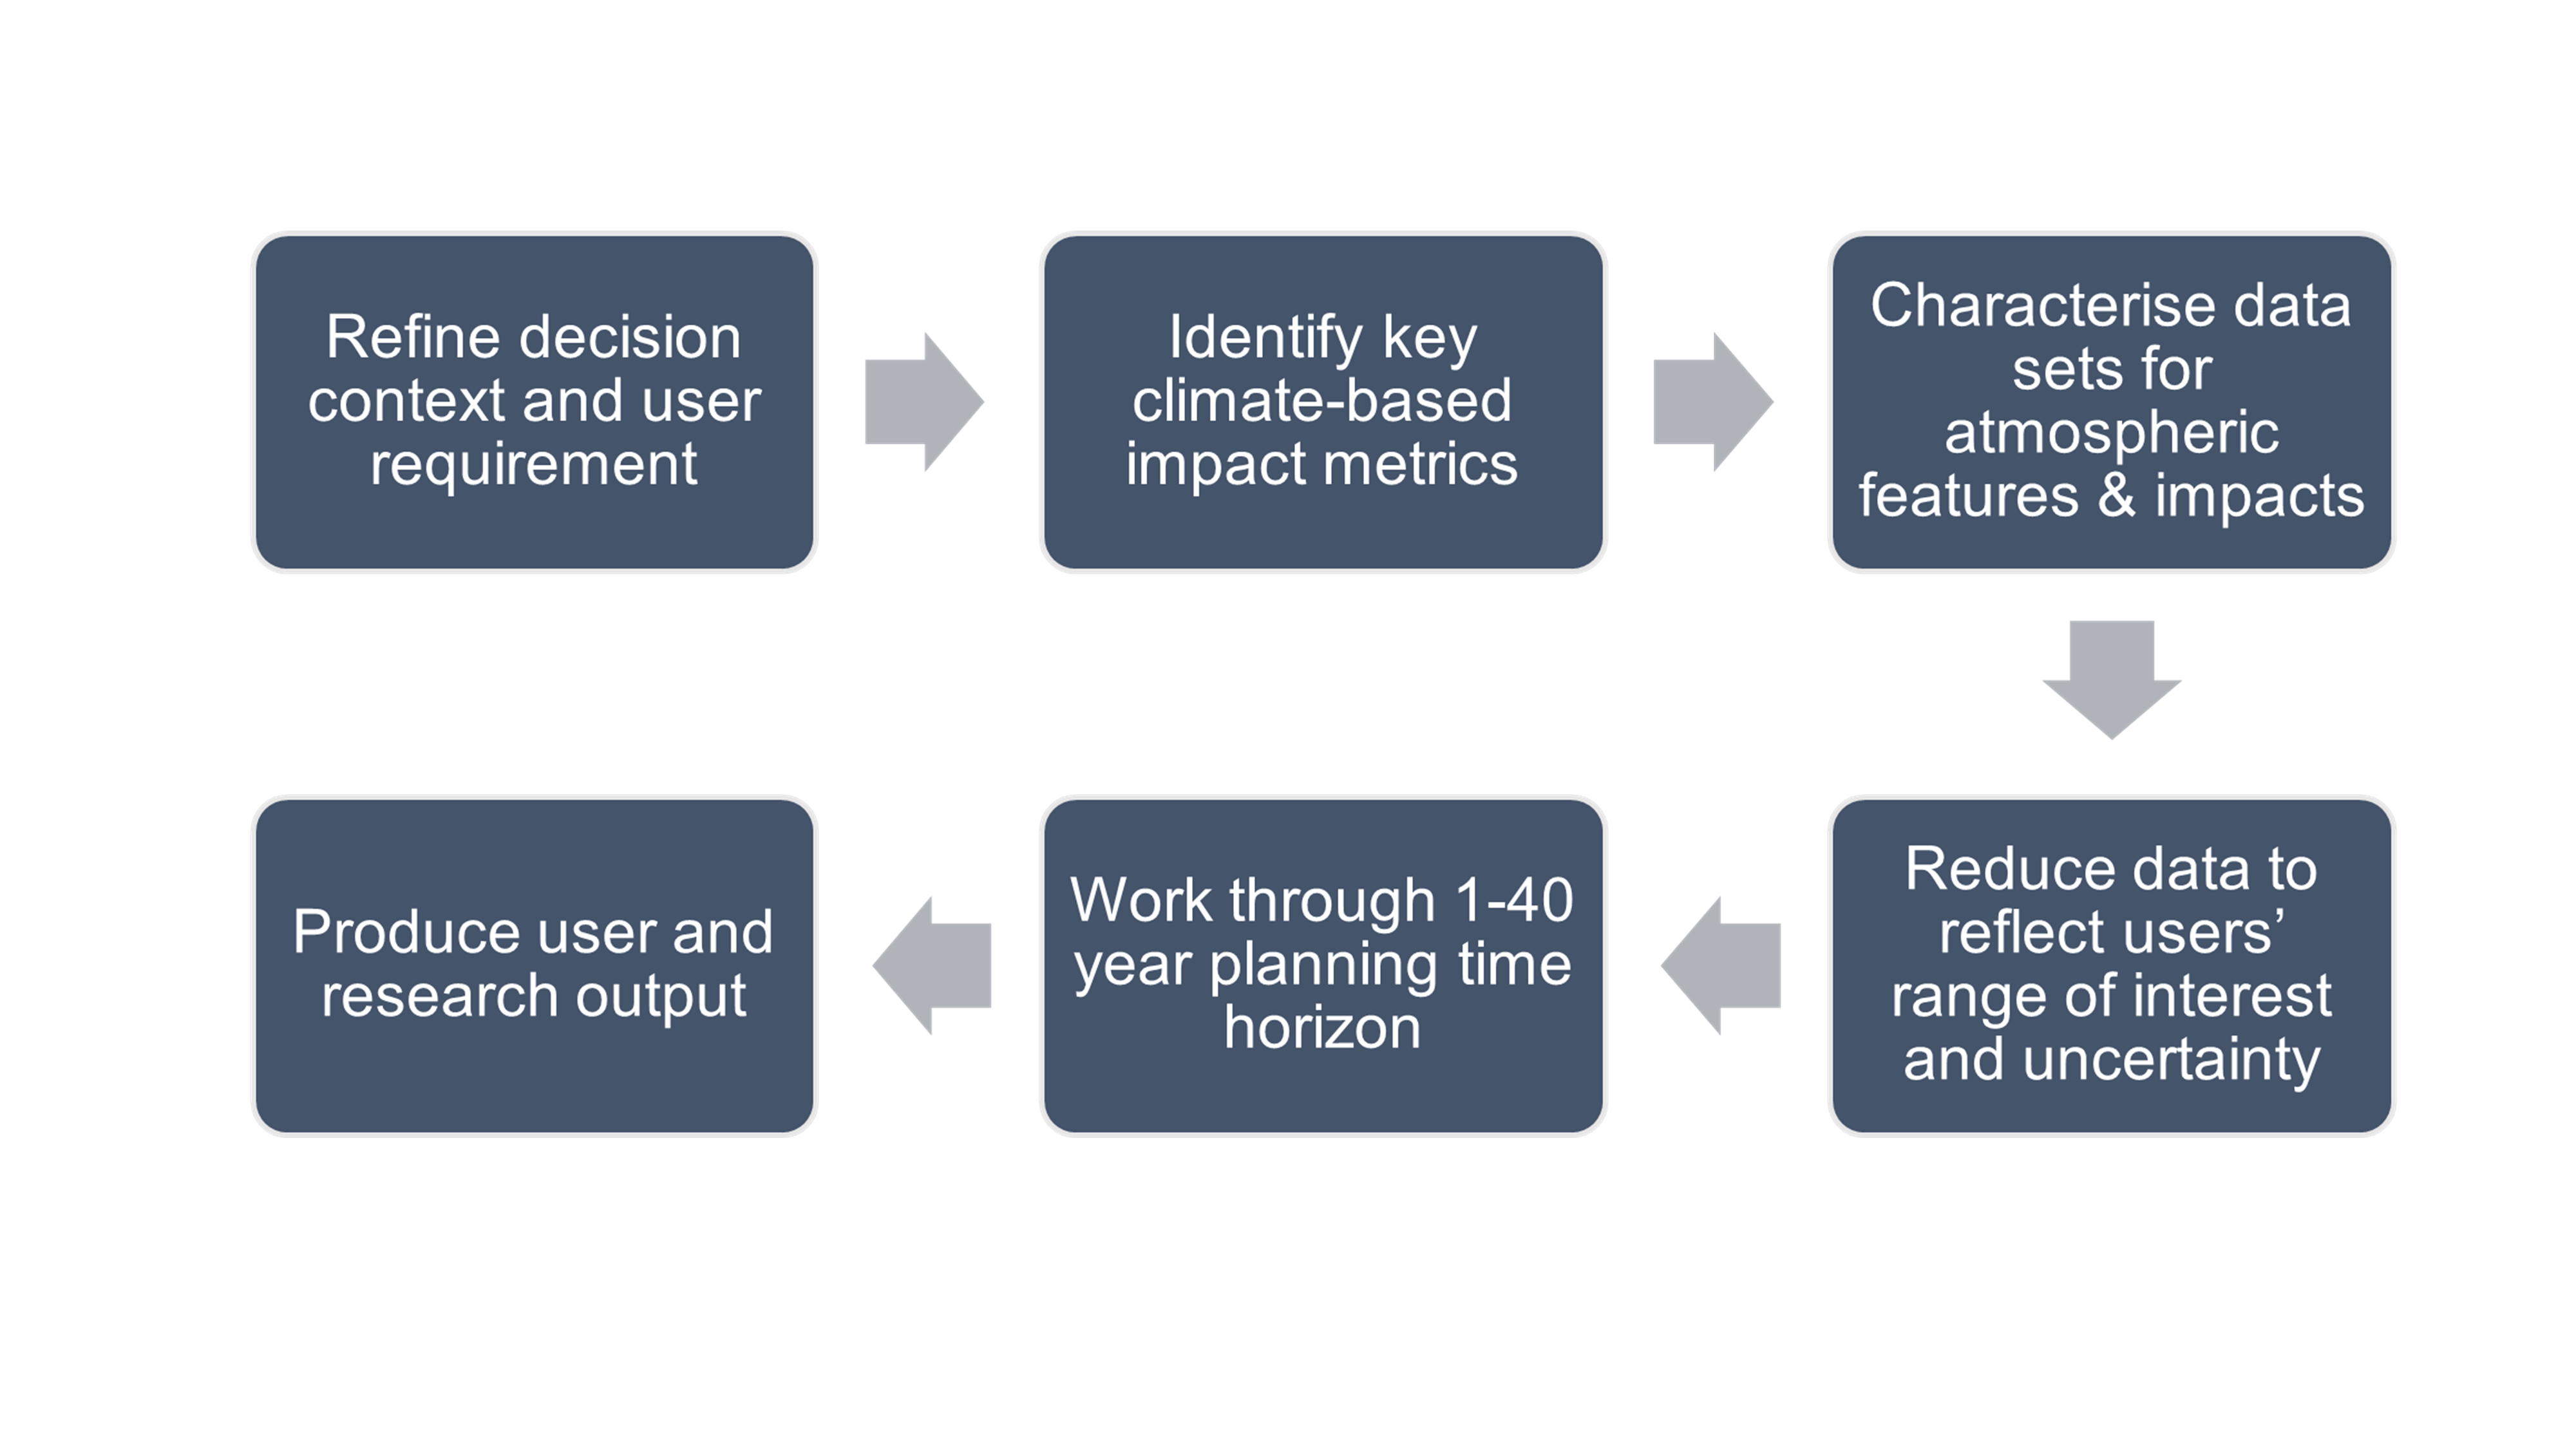 Refine decision
context and user
requirement
Identify key
climate-based
impact metrics
Characterise data
sets for
atmospheric
features & impacts
Reduce data to
reflect users’
range of interest
and uncertainty
Work through 1-40
year planning time
horizon
Produce user and
research output